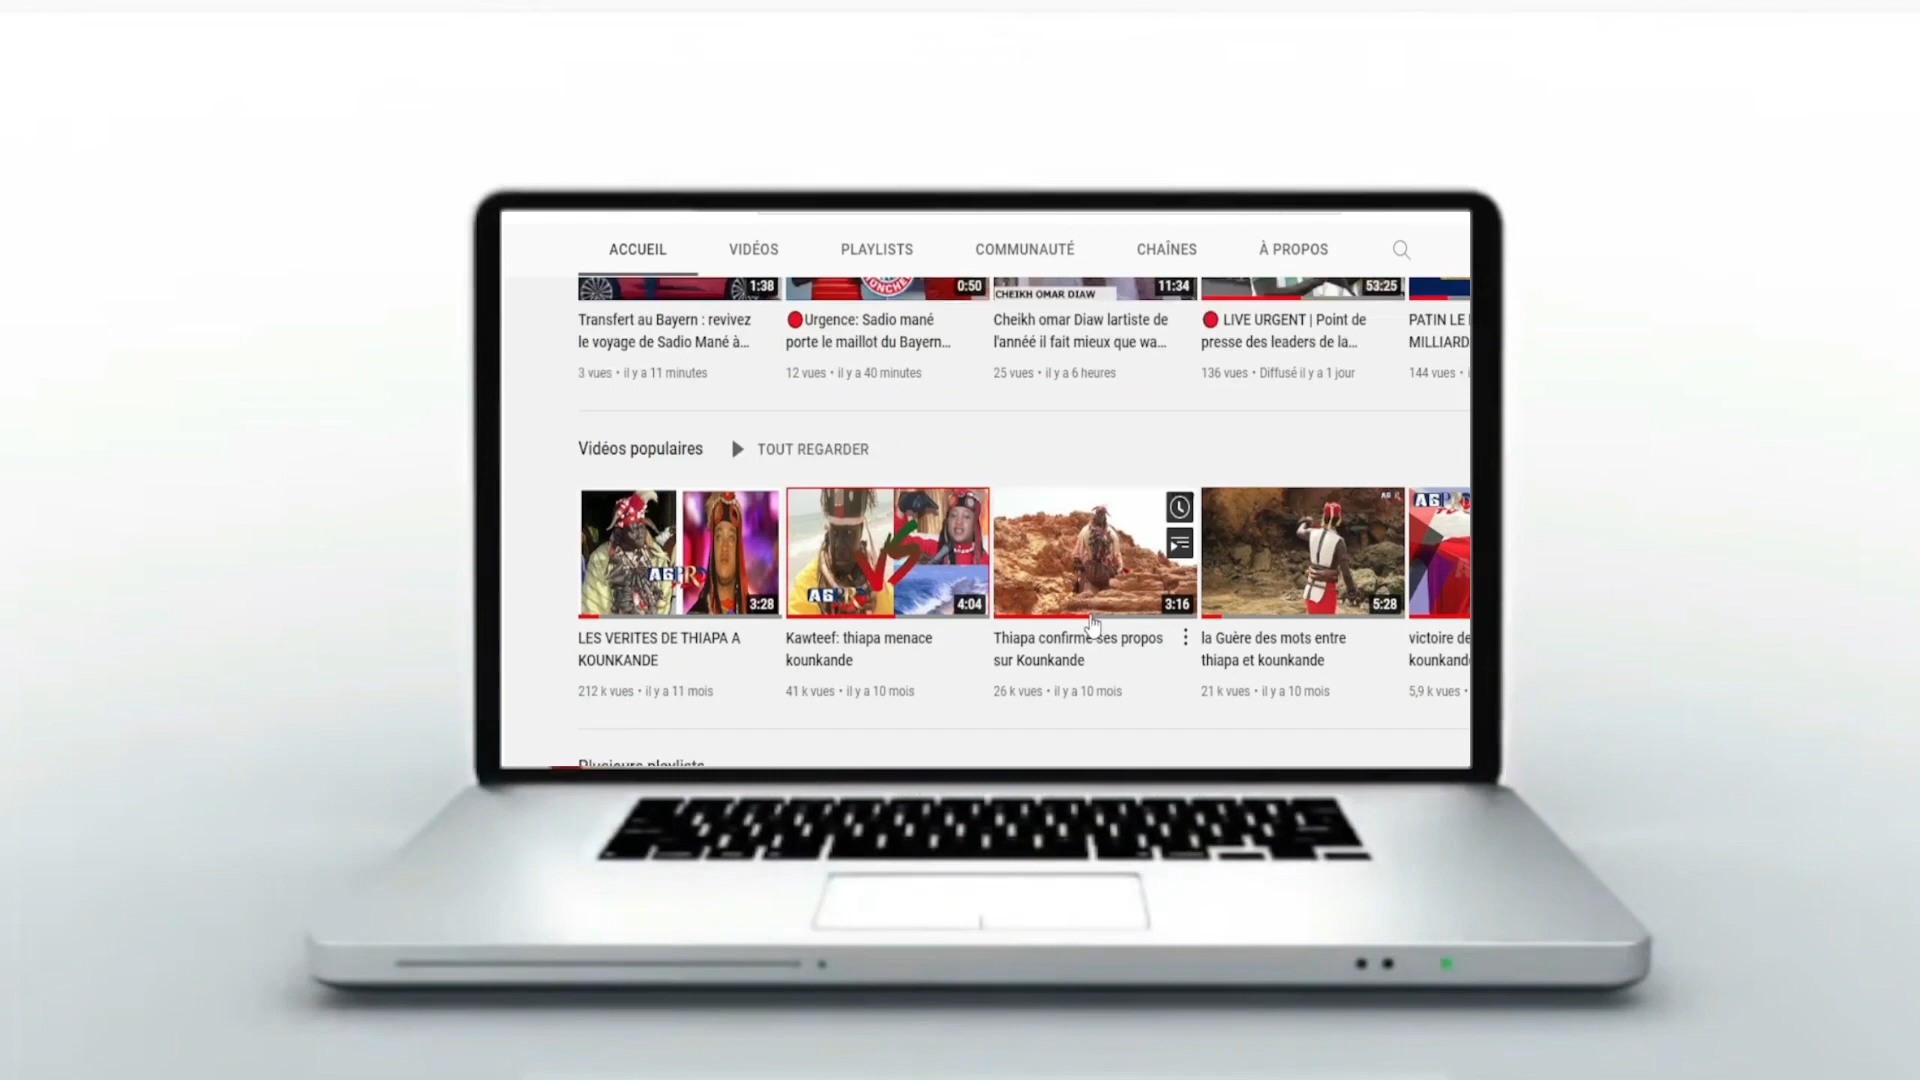 ACCUEIL VIDÉOS PLAYLISTS COMMUNAUTÉ CHAÎNES À PROPOS
1:38 0:50 CHEIKH OMAR DIAW 11:34 53:25
Transfert au Bayern : revivez
le voyage de Sadio Mané à...
3 vues • il y a 11 minutes
🔴Urgence: Sadio mané
porte le maillot du Bayern...
12 vues • il y a 40 minutes
Cheikh omar Diaw lartiste de
l'annéé il fait mieux que wa...
25 vues • il y a 6 heures
🔴 LIVE URGENT | Point de
presse des leaders de la...
136 vues • Diffusé il y a 1 jour
PATIN LE
MILLIARD
144 vues •
Vidéos populaires TOUT REGARDER
3:28
LES VERITES DE THIAPA A
KOUNKANDE
212 k vues • il y a 11 mois
VS
4:04
Kawteef: thiapa menace
kounkande
41 k vues • il y a 10 mois
3:16
Thiapa confirme ses propos
sur Kounkande
26 k vues • il y a 10 mois
5:28
la Guère des mots entre
thiapa et kounkande
21 k vues • il y a 10 mois
victoire de
kounkand
5,9 k vues •
Plusieurs playlists